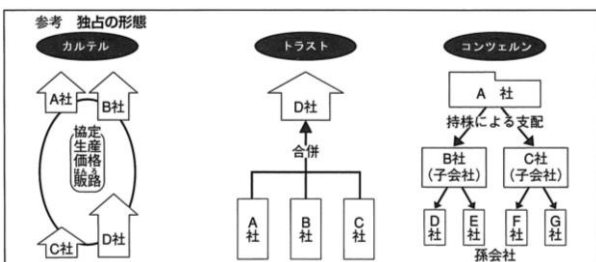 参考 独占の形態
カルテル
A社
B社
協定
生産
価格
販路
はんろ
C社
D社
トラスト
D社
合併
A社
B社
C社
コンツェルン
A 社
持株による支配
B社
(子会社)
C社
(子会社)
D社
E社
F社
G社
孫会社